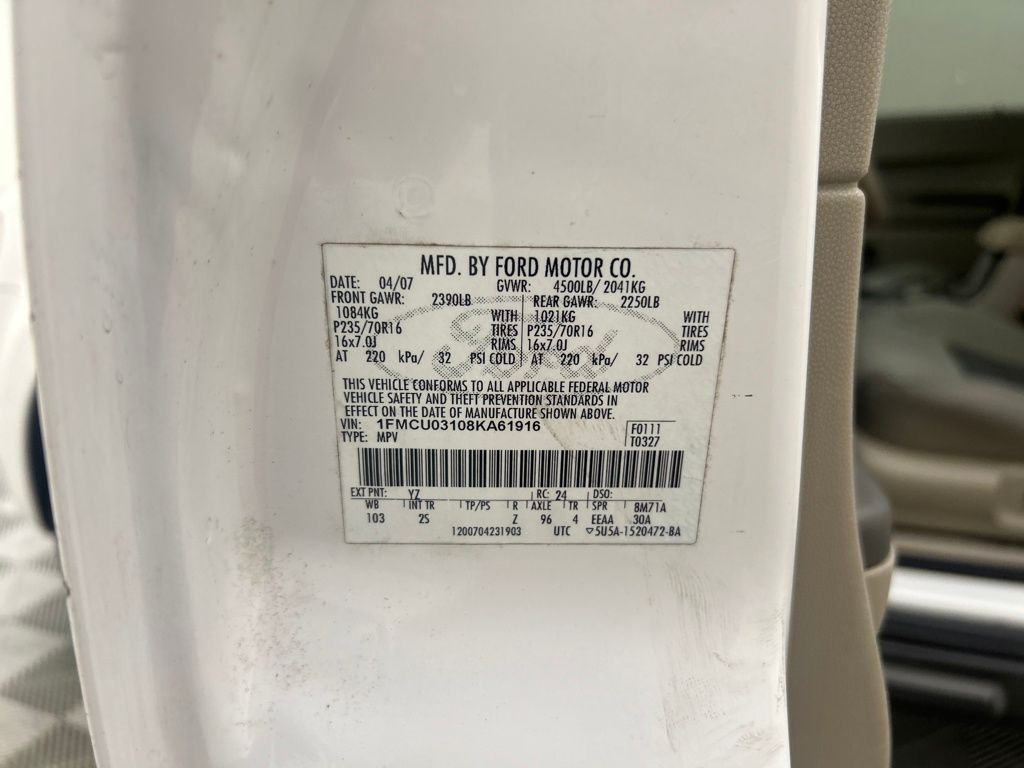 MFD. BY FORD MOTOR CO.
DATE: 04/07 GVWR: 4500LB/ 2041KG
FRONT GAWR: 2390LB REAR GAWR: 2250LB
1084KG WITH 1021KG WITH
P235/70R16 TIRES P235/70R16 TIRES
16x7.0J RIMS 16x7.0J RIMS
AT 220 kPa/ 32 PSI COLD AT 220 kPa/ 32 PSI COLD
Ford
THIS VEHICLE CONFORMS TO ALL APPLICABLE FEDERAL MOTOR
VEHICLE SAFETY AND THEFT PREVENTION STANDARDS IN
EFFECT ON THE DATE OF MANUFACTURE SHOWN ABOVE.
VIN: 1FMCU03108KA61916 F0111
TYPE: MPV T0327
EXT PNT: YZ RC: 24 DSO:
WB INT TR TP/PS R AXLE TR SPR 8M71A
103 2S Z 96 4 EEAA 30A
1200704231903 UTC ▽5U5A-1520472-BA